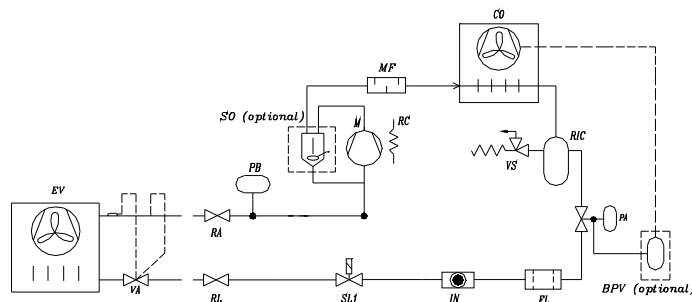 CO
MF
SO (optional)
M
RC
RIC
VS
PB
EV
RA
PA
VA
RL
SL1
IN
FL
BPV (optional)